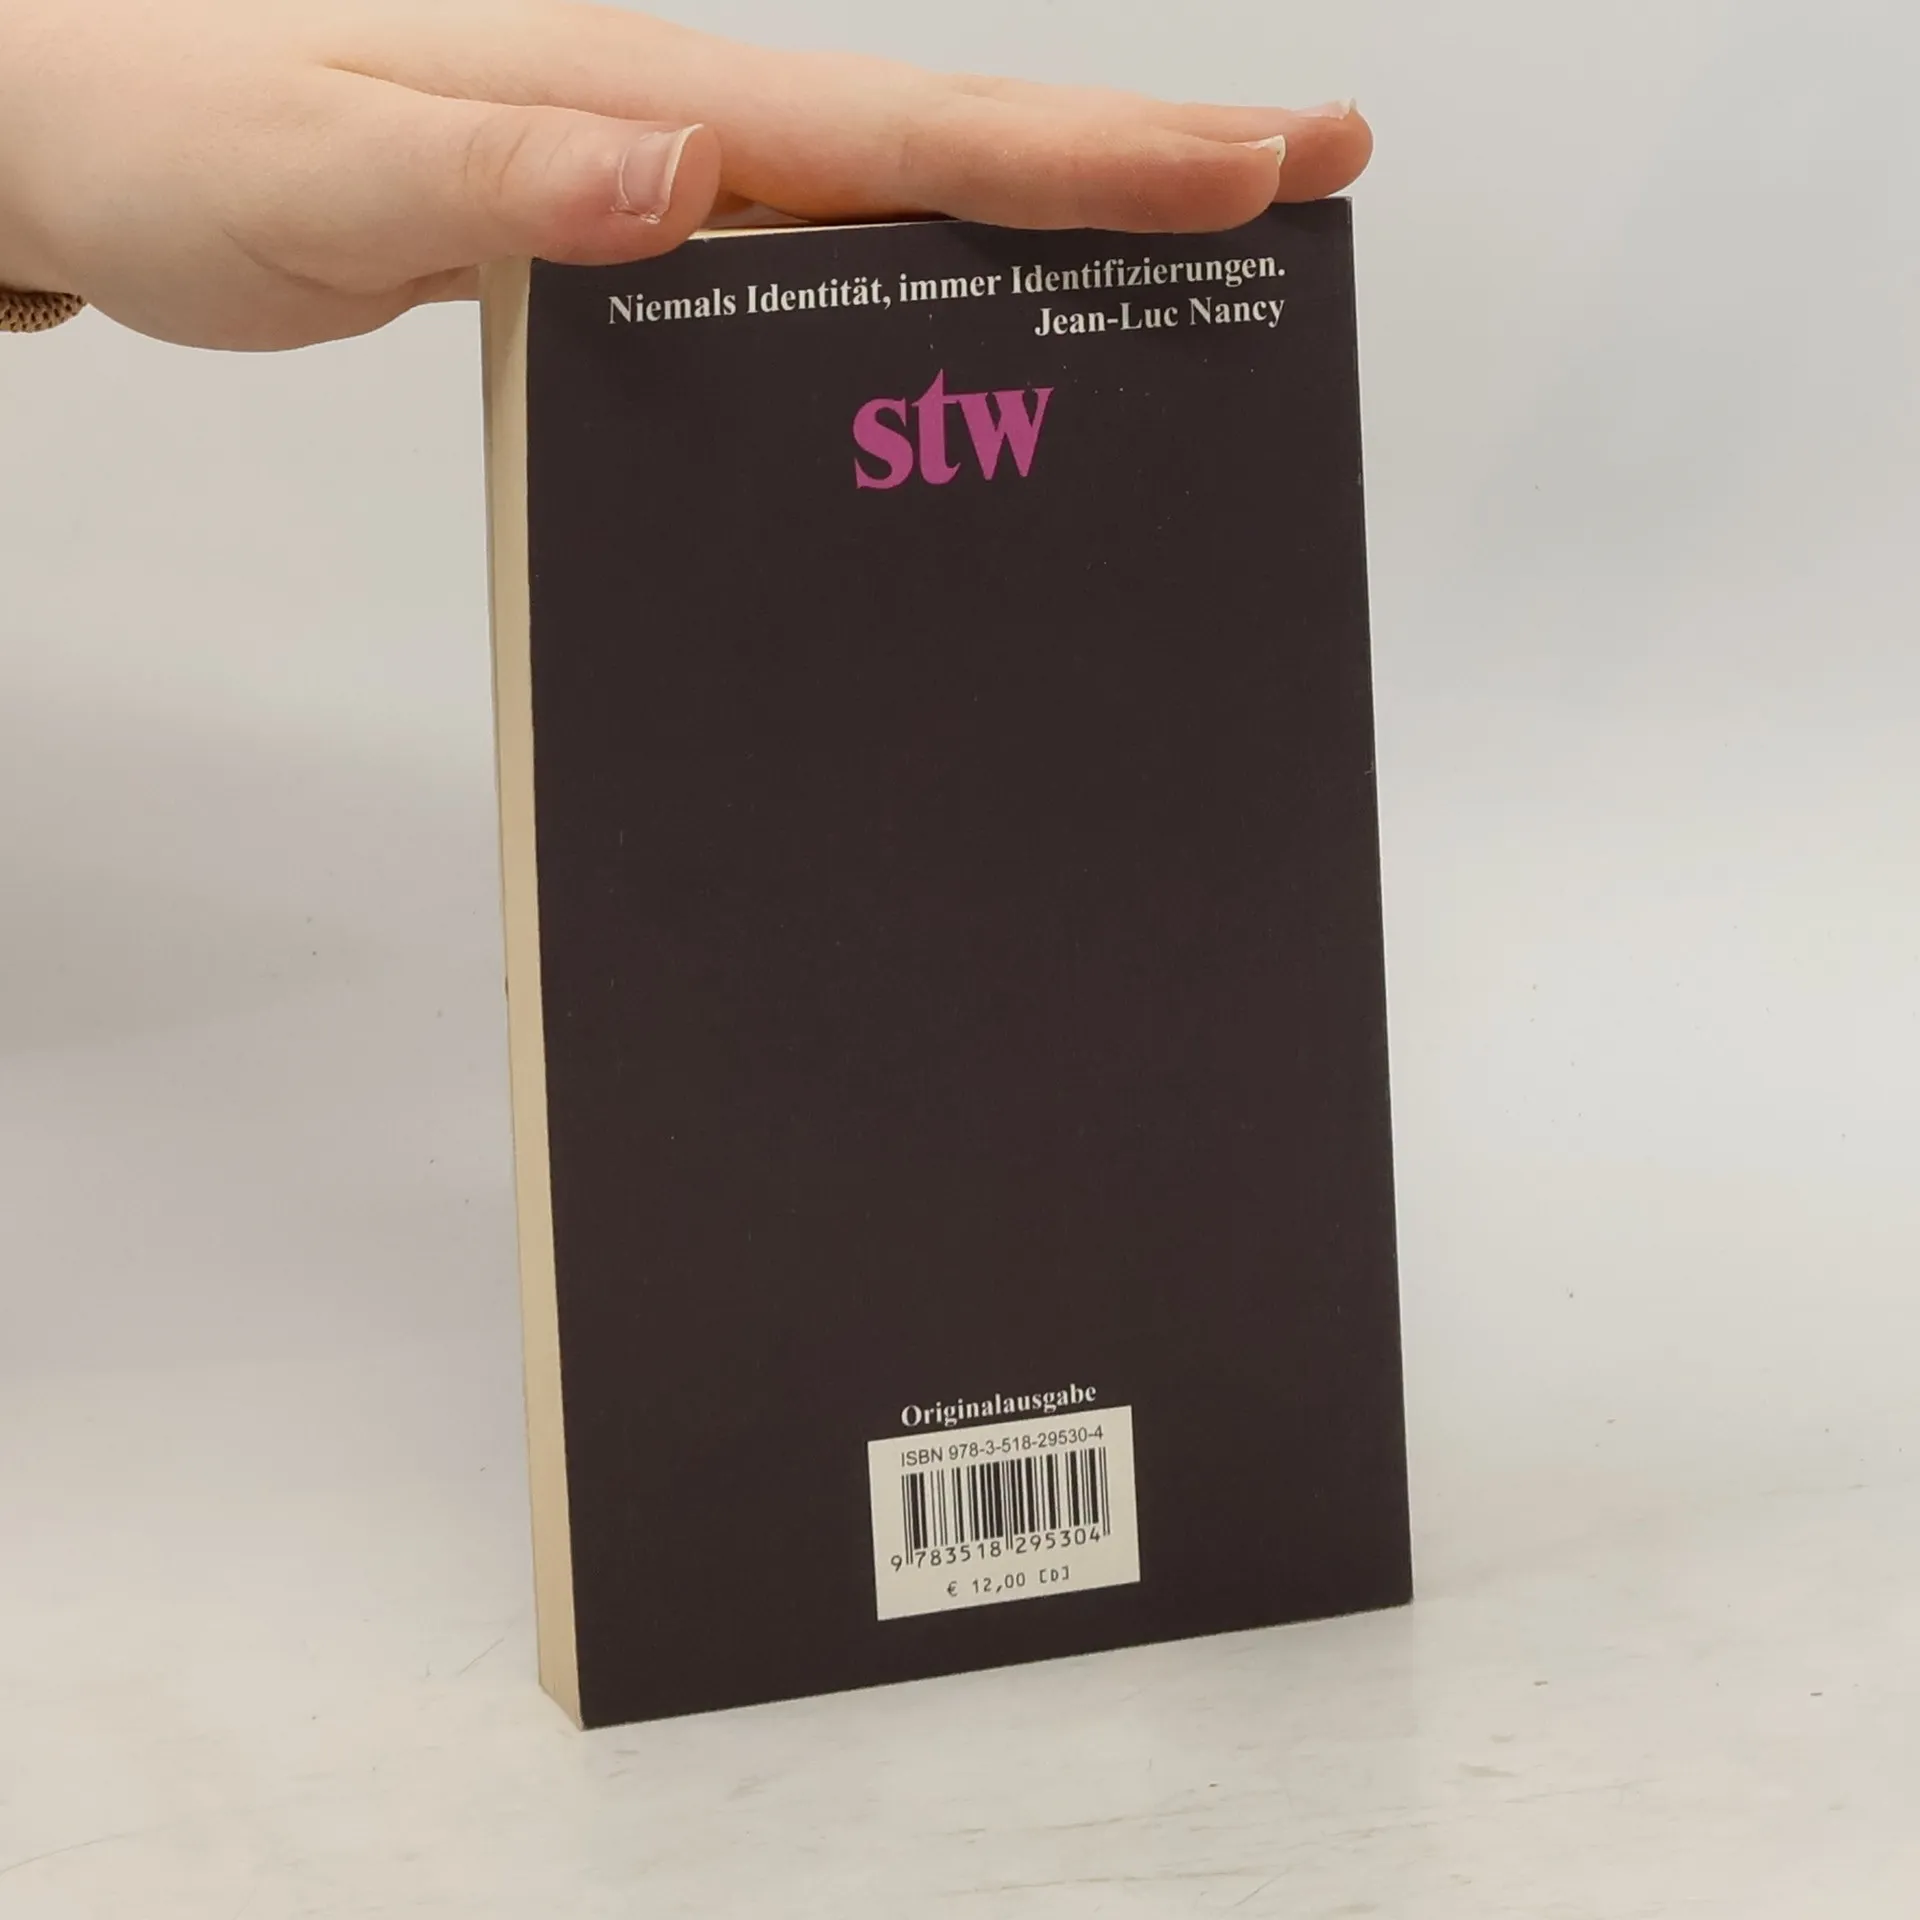 Niemals Identität, immer Identifizierungen.
Jean-Luc Nancy
stw
Originalausgabe
ISBN 978-3-518-29530-4
9 783518 295304
€ 12,00 [D]